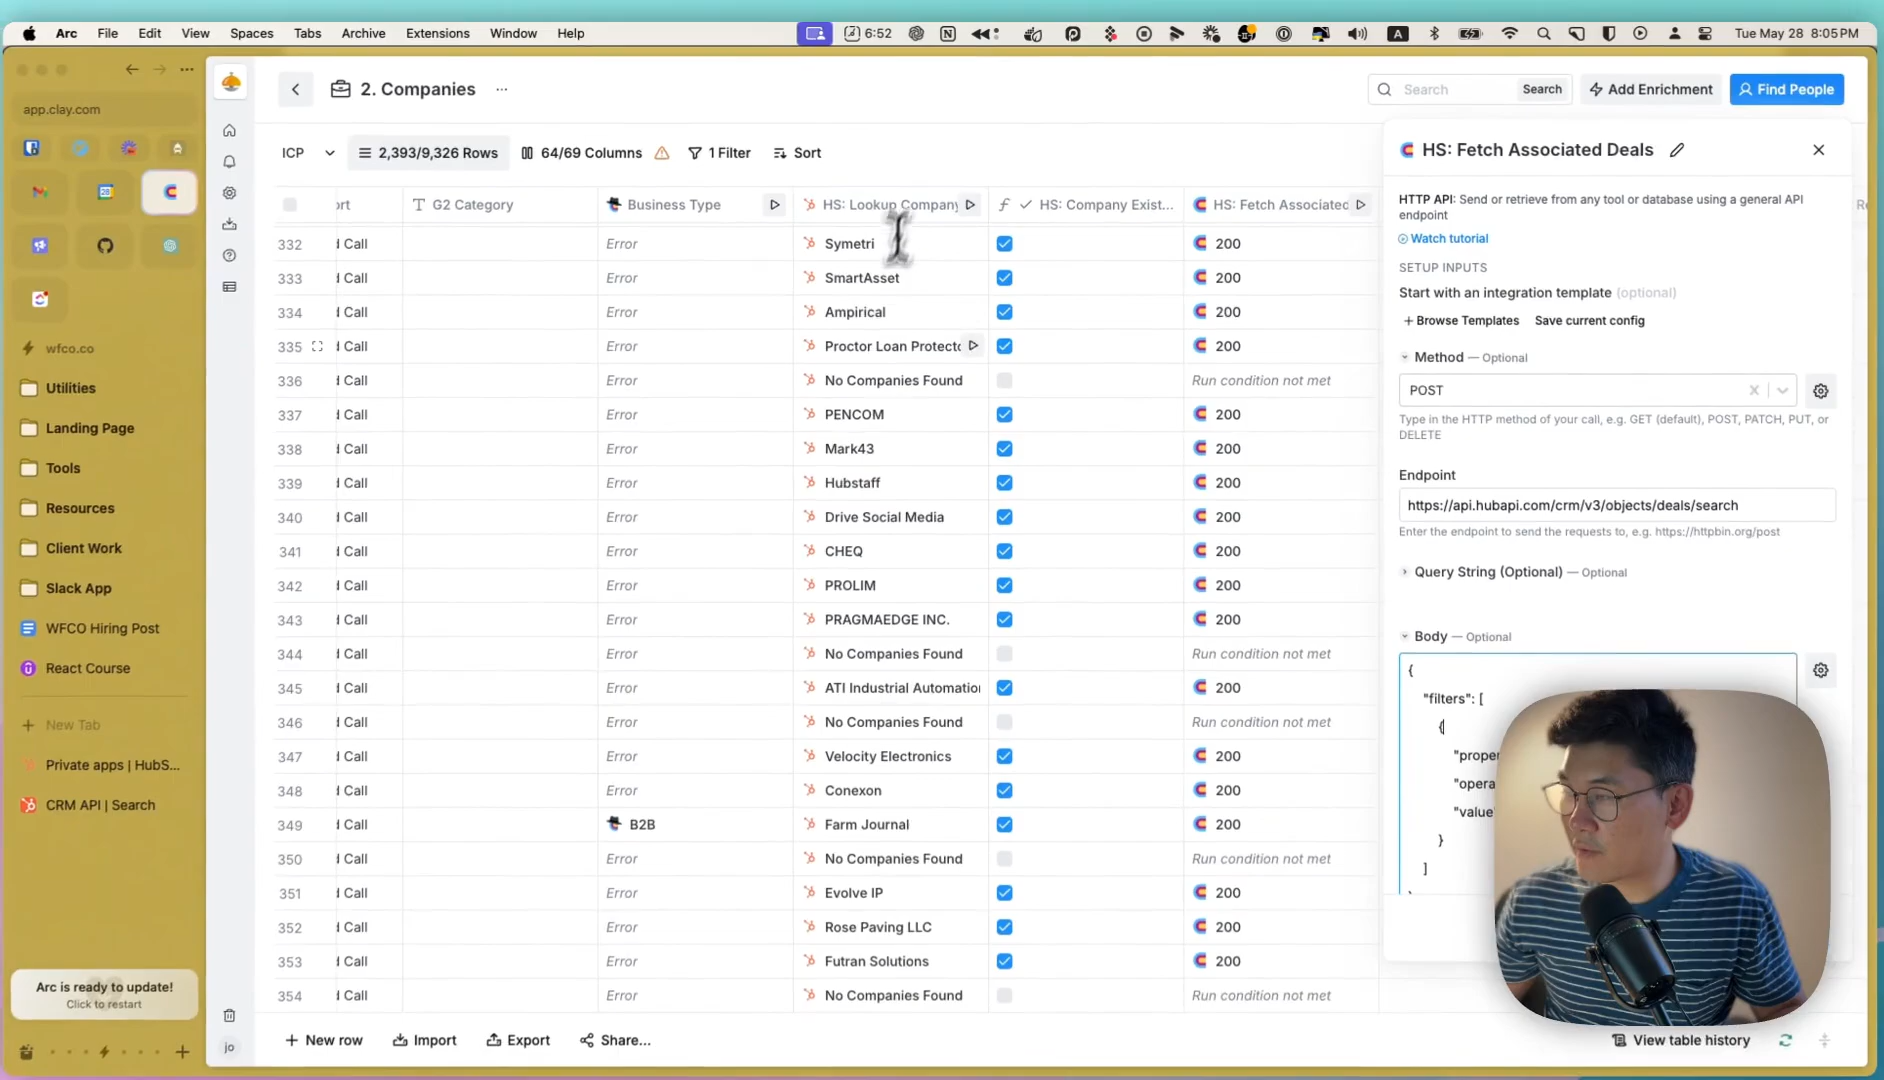 Arc File Edit View Spaces Tabs Archive Extensions Window Help 6:52 A Tue May 28 8:05 PM
app.clay.com
28
wfco.co
Utilities
Landing Page
Tools
Resources
Client Work
Slack App
WFCO Hiring Post
React Course
New Tab
Private apps | HubS...
CRM API | Search
Arc is ready to update!
Click to restart
jo
2. Companies ...
Search Search Add Enrichment Find People
ICP 2,393/9,326 Rows 64/69 Columns 1 Filter Sort
ort G2 Category Business Type HS: Lookup Company HS: Company Exist... HS: Fetch Associated
332 d Call Error Symetri 200
333 d Call Error SmartAsset 200
334 d Call Error Ampirical 200
335 d Call Error Proctor Loan Protecto 200
336 d Call Error No Companies Found Run condition not met
337 d Call Error PENCOM 200
338 d Call Error Mark43 200
339 d Call Error Hubstaff 200
340 d Call Error Drive Social Media 200
341 d Call Error CHEQ 200
342 d Call Error PROLIM 200
343 d Call Error PRAGMAEDGE INC. 200
344 d Call Error No Companies Found Run condition not met
345 d Call Error ATI Industrial Automation 200
346 d Call Error No Companies Found Run condition not met
347 d Call Error Velocity Electronics 200
348 d Call Error Conexon 200
349 d Call B2B Farm Journal 200
350 d Call Error No Companies Found Run condition not met
351 d Call Error Evolve IP 200
352 d Call Error Rose Paving LLC 200
353 d Call Error Futran Solutions 200
354 d Call Error No Companies Found Run condition not met
New row Import Export Share... View table history
HS: Fetch Associated Deals
HTTP API: Send or retrieve from any tool or database using a general API
endpoint
Watch tutorial
SETUP INPUTS
Start with an integration template (optional)
+ Browse Templates Save current config
Method — Optional
POST
Type in the HTTP method of your call, e.g. GET (default), POST, PATCH, PUT, or
DELETE
Endpoint
https://api.hubapi.com/crm/v3/objects/deals/search
Enter the endpoint to send the requests to, e.g. https://httpbin.org/post
Query String (Optional) — Optional
Body — Optional
{
"filters": [
{
"proper
"opera
"value"
}
]